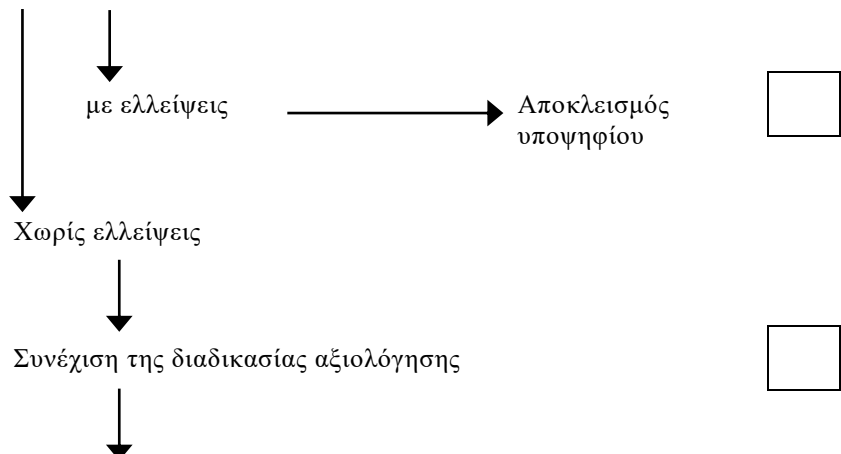 με ελλείψεις
Αποκλεισμός
υποψηφίου
Χωρίς ελλείψεις
Συνέχιση της διαδικασίας αξιολόγησης